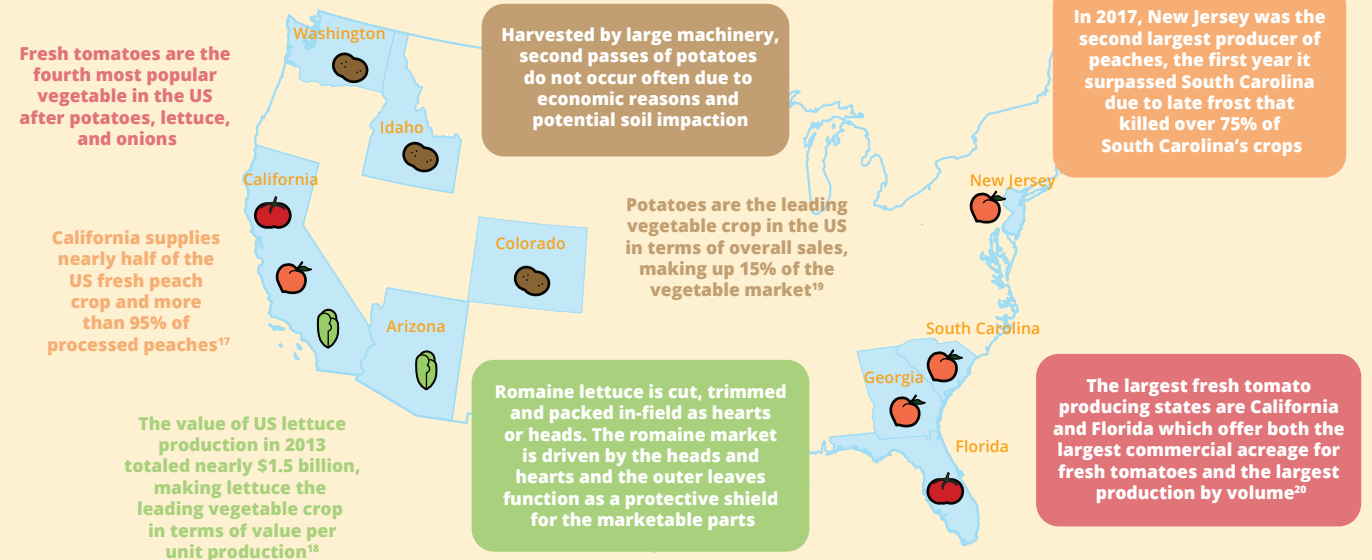 Fresh tomatoes are the
fourth most popular
vegetable in the US
after potatoes, lettuce,
and onions
Washington
Idaho
California
Harvested by large machinery,
second passes of potatoes
do not occur often due to
economic reasons and
potential soil impaction
In 2017, New Jersey was the
second largest producer of
peaches, the first year it
surpassed South Carolina
due to late frost that
killed over 75% of
South Carolina's crops
New Jersey
California supplies
nearly half of the
US fresh peach
crop and more
than 95% of
processed peaches¹⁷
Colorado
Arizona
Potatoes are the leading
vegetable crop in the US
in terms of overall sales,
making up 15% of the
vegetable market¹⁹
South Carolina
Georgia
Florida
The value of US lettuce
production in 2013
totaled nearly $1.5 billion,
making lettuce the
leading vegetable crop
in terms of value per
unit production¹⁸
Romaine lettuce is cut, trimmed
and packed in-field as hearts
or heads. The romaine market
is driven by the heads and
hearts and the outer leaves
function as a protective shield
for the marketable parts
The largest fresh tomato
producing states are California
and Florida which offer both the
largest commercial acreage for
fresh tomatoes and the largest
production by volume²⁰